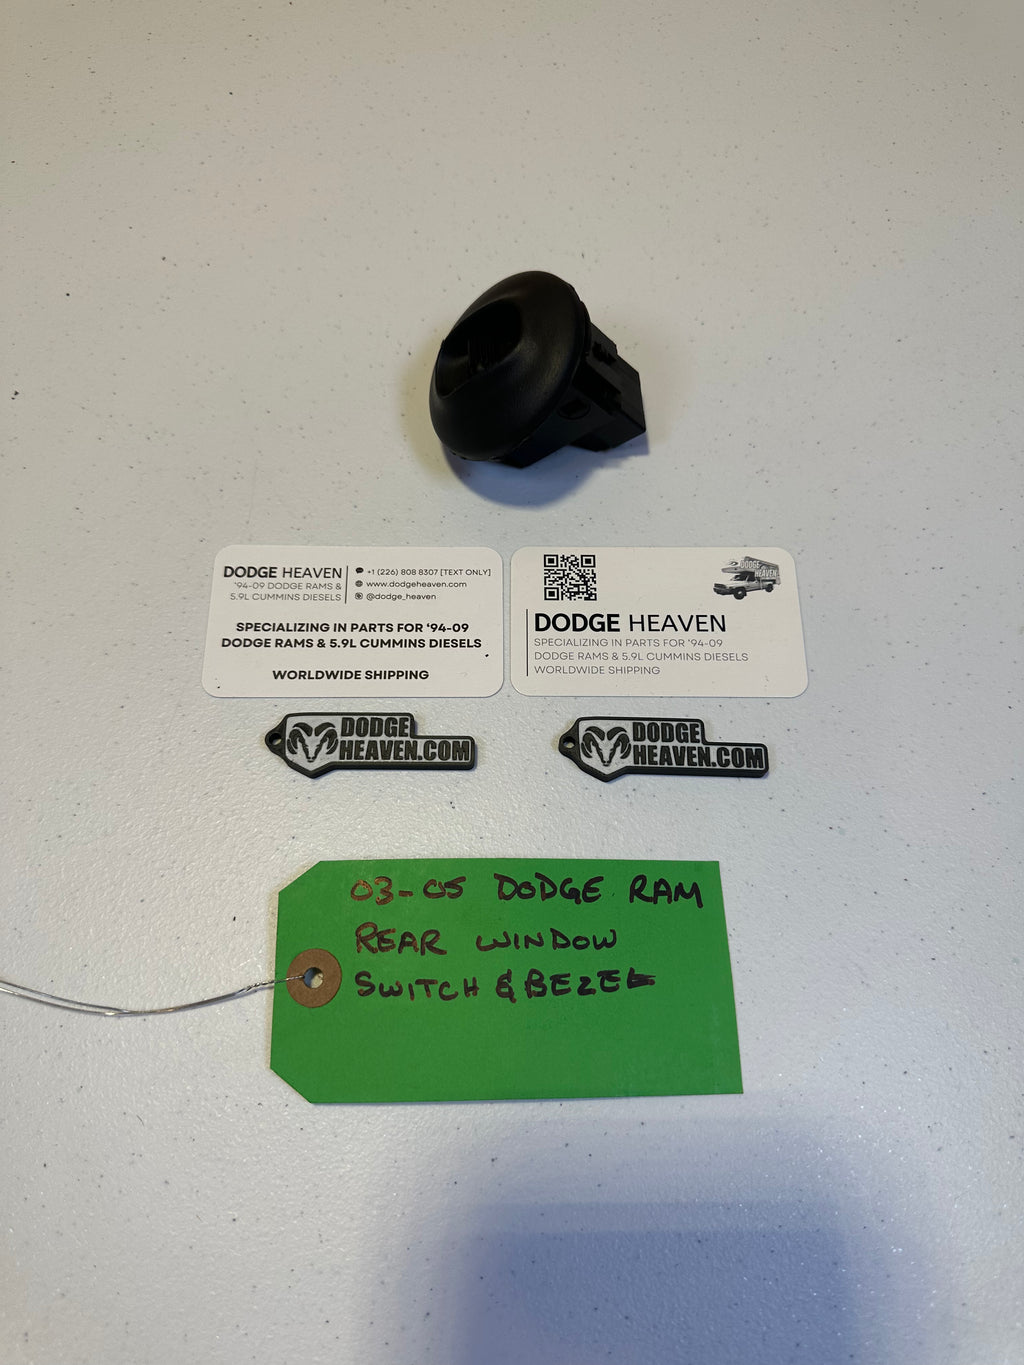 DODGE HEAVEN
'94-09 DODGE RAMS &
5.9L CUMMINS DIESELS
+1 (226) 808 8307 [TEXT ONLY]
www.dodgeheaven.com
@dodge_heaven
SPECIALIZING IN PARTS FOR '94-09
DODGE RAMS & 5.9L CUMMINS DIESELS
WORLDWIDE SHIPPING
DODGE
HEAVEN
DODGE HEAVEN
SPECIALIZING IN PARTS FOR '94-09
DODGE RAMS & 5.9L CUMMINS DIESELS
WORLDWIDE SHIPPING
DODGE
HEAVEN.COM
DODGE
HEAVEN.COM
03-05 DODGE RAM
REAR WINDOW
SWITCH & BEZEL